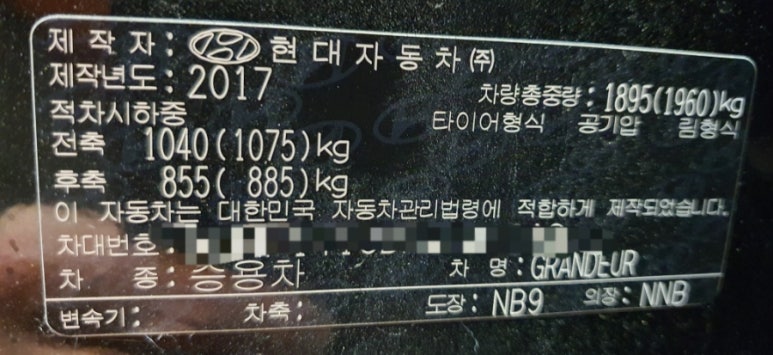 제 작 자 : 현대자동차(주)
제작년도 : 2017
차량총중량 : 1895(1960)kg
적차시하중
타이어형식 공기압 림형식
전축 1040(1075)kg
후축 855( 885)kg
이 자동차는 대한민국 자동차관리법령에 적합하게 제작되었습니다.
차대번호 :
차 종 : 승용차 차 명 : GRANDEUR
변속기 : 차축 : 도장 : NB9 외장 : NNB